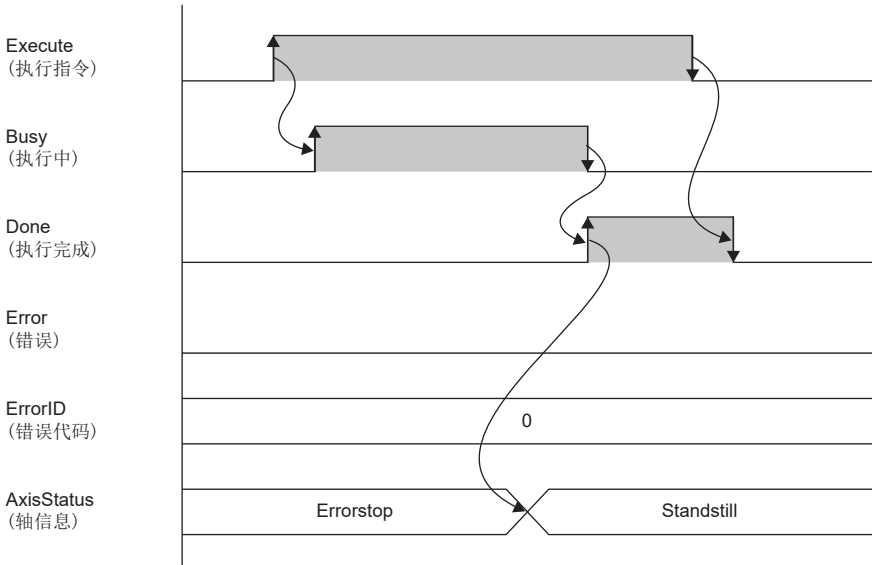 Execute
(执行指令)
Busy
(执行中)
Done
(执行完成)
Error
(错误)
ErrorID
(错误代码)
0
AxisStatus
(轴信息)
Errorstop
Standstill